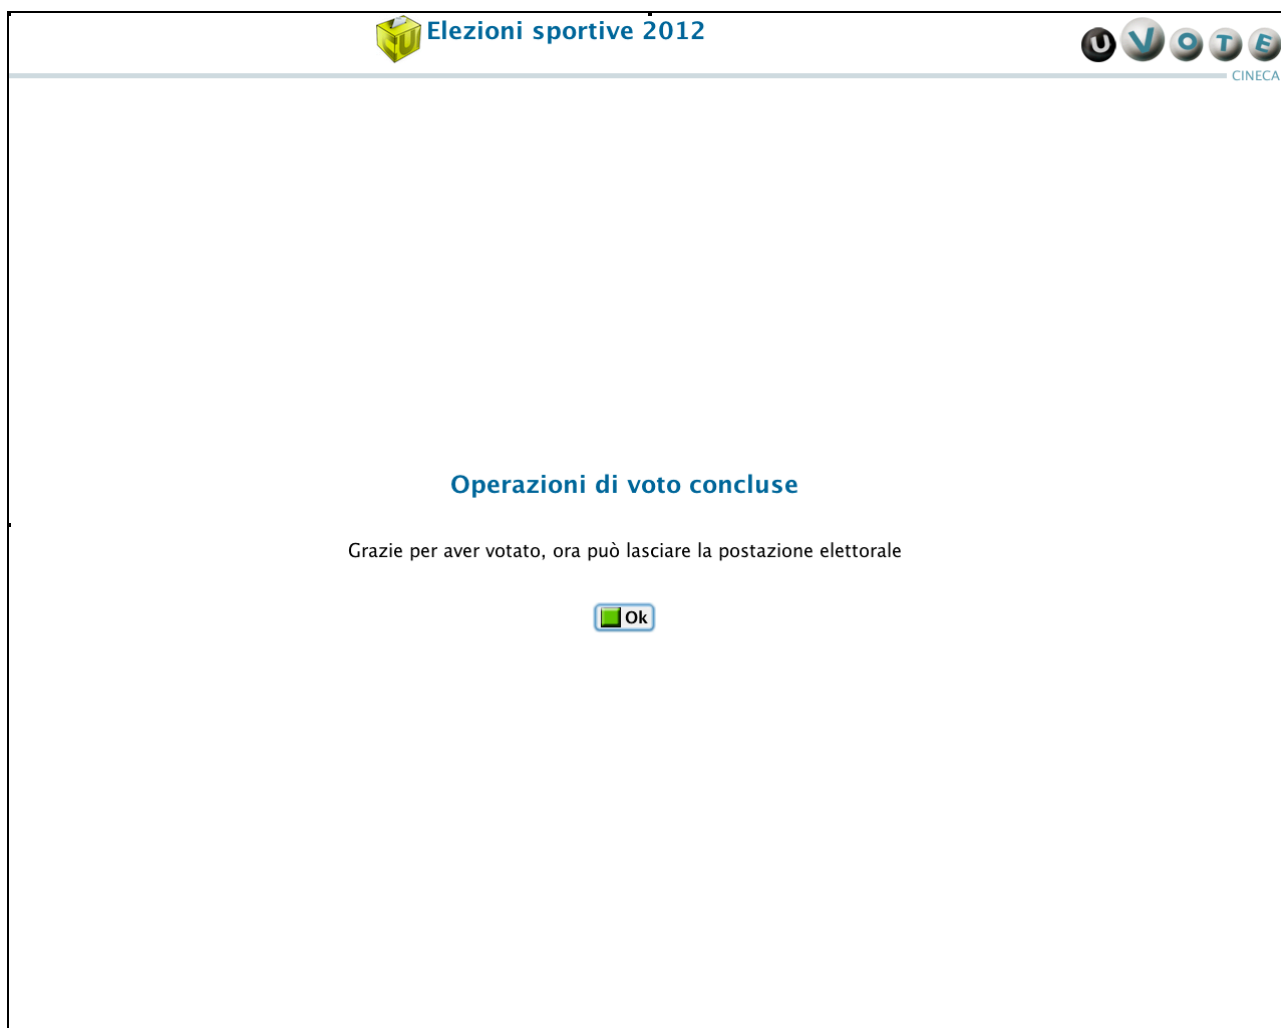 Elezioni sportive 2012
U VOTE
CINECA
Operazioni di voto concluse
Grazie per aver votato, ora può lasciare la postazione elettorale
Ok